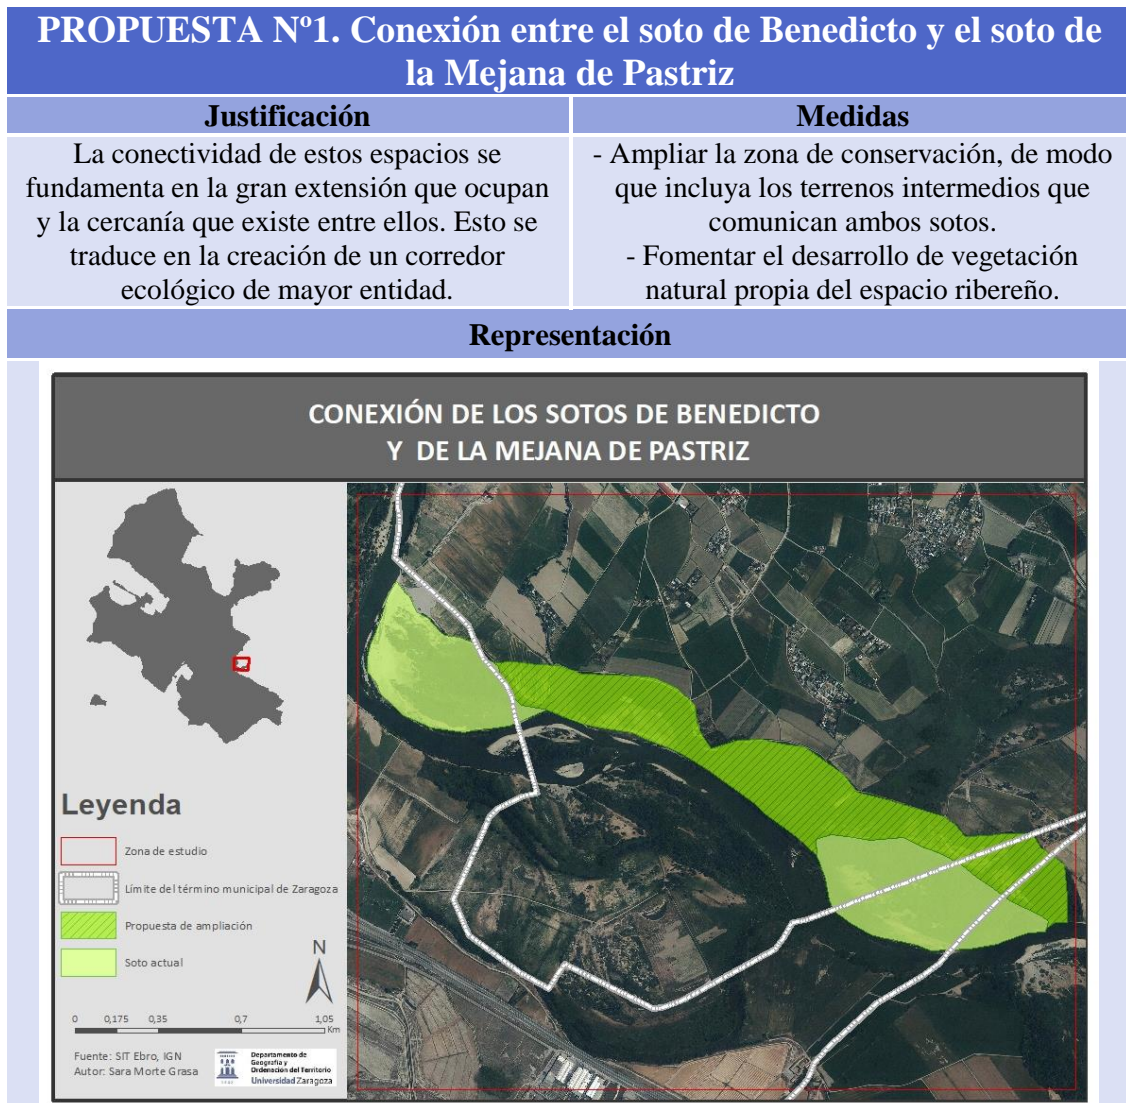 PROPUESTA Nº1. Conexión entre el soto de Benedicto y el soto de
la Mejana de Pastriz
Justificación
La conectividad de estos espacios se
fundamenta en la gran extensión que ocupan
y la cercanía que existe entre ellos. Esto se
traduce en la creación de un corredor
ecológico de mayor entidad.
Medidas
- Ampliar la zona de conservación, de modo
que incluya los terrenos intermedios que
comunican ambos sotos.
- Fomentar el desarrollo de vegetación
natural propia del espacio ribereño.
Representación
CONEXIÓN DE LOS SOTOS DE BENEDICTO
Y DE LA MEJANA DE PASTRIZ
Leyenda
Zona de estudio
Límite del término municipal de Zaragoza
Propuesta de ampliación
Soto actual
N
0 0,175 0,35 0,7 1,05
Km
Fuente: SIT Ebro, IGN
Autor: Sara Morte Grasa
Departamento de
Geografía y
Ordenación del Territorio
Universidad Zaragoza